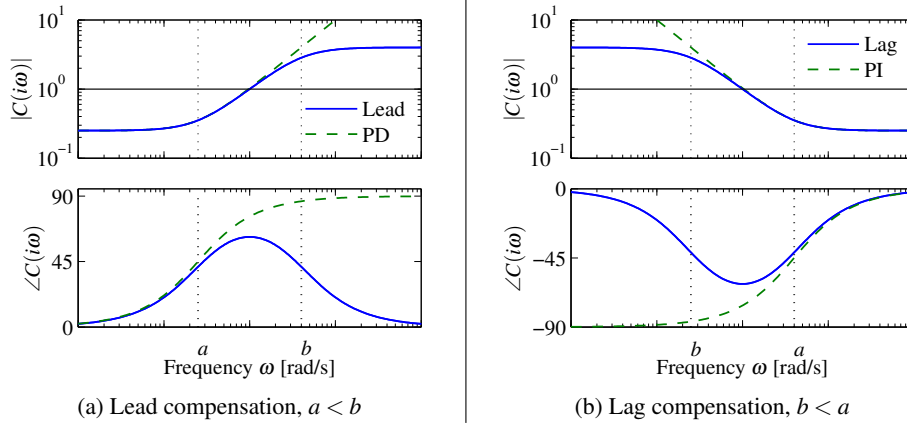 10^1
10^0
10^-1
|C(iω)|
Lead
PD
90
45
0
∠C(iω)
a
b
Frequency ω [rad/s]
(a) Lead compensation, a < b
10^1
10^0
10^-1
|C(iω)|
Lag
PI
0
−45
−90
∠C(iω)
b
a
Frequency ω [rad/s]
(b) Lag compensation, b < a